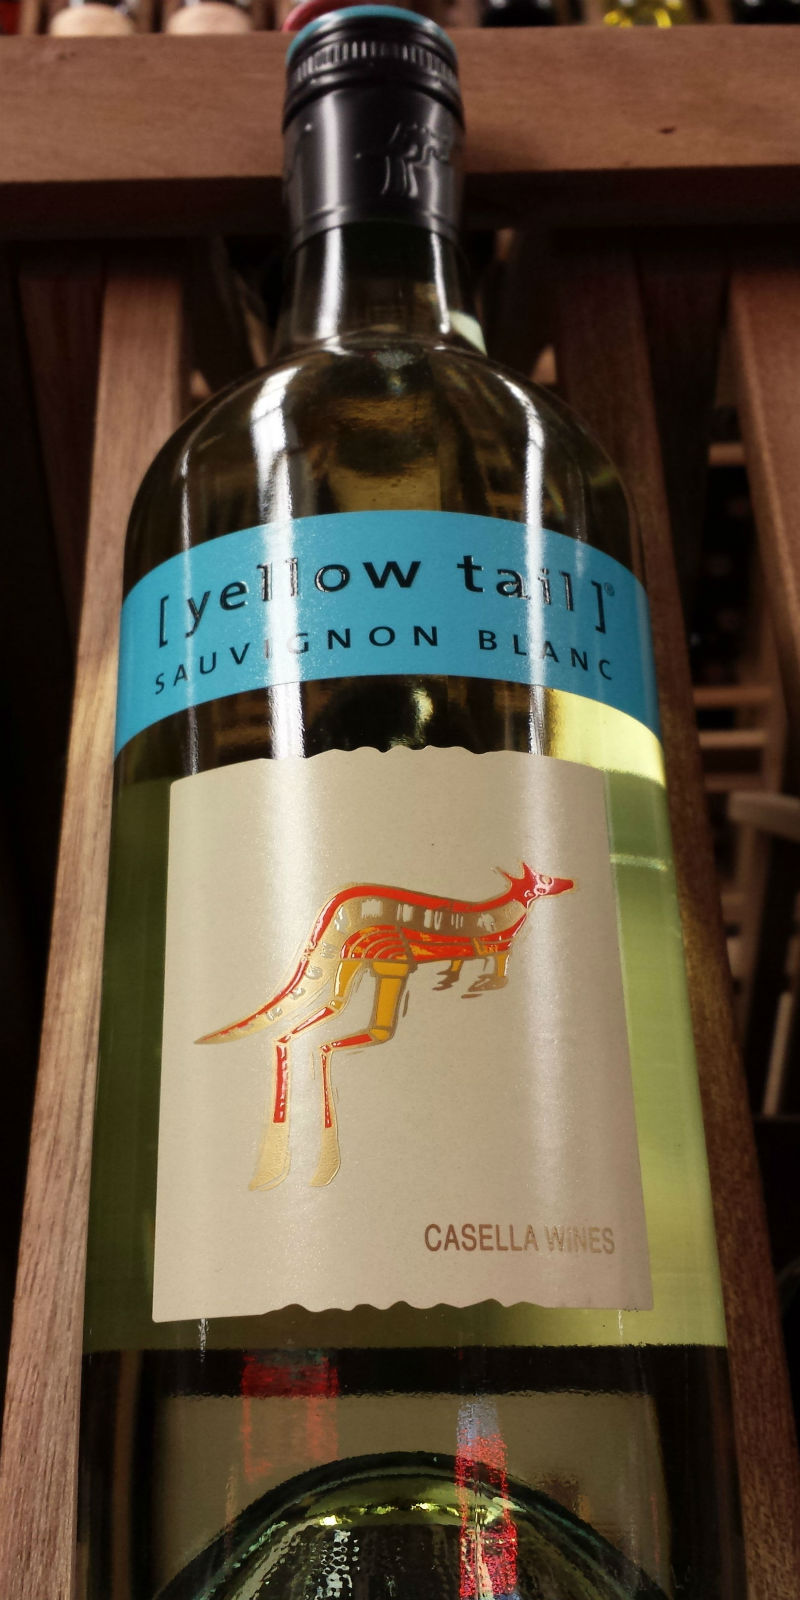 [yellow tail]®
SAUVIGNON BLANC
CASELLA WINES